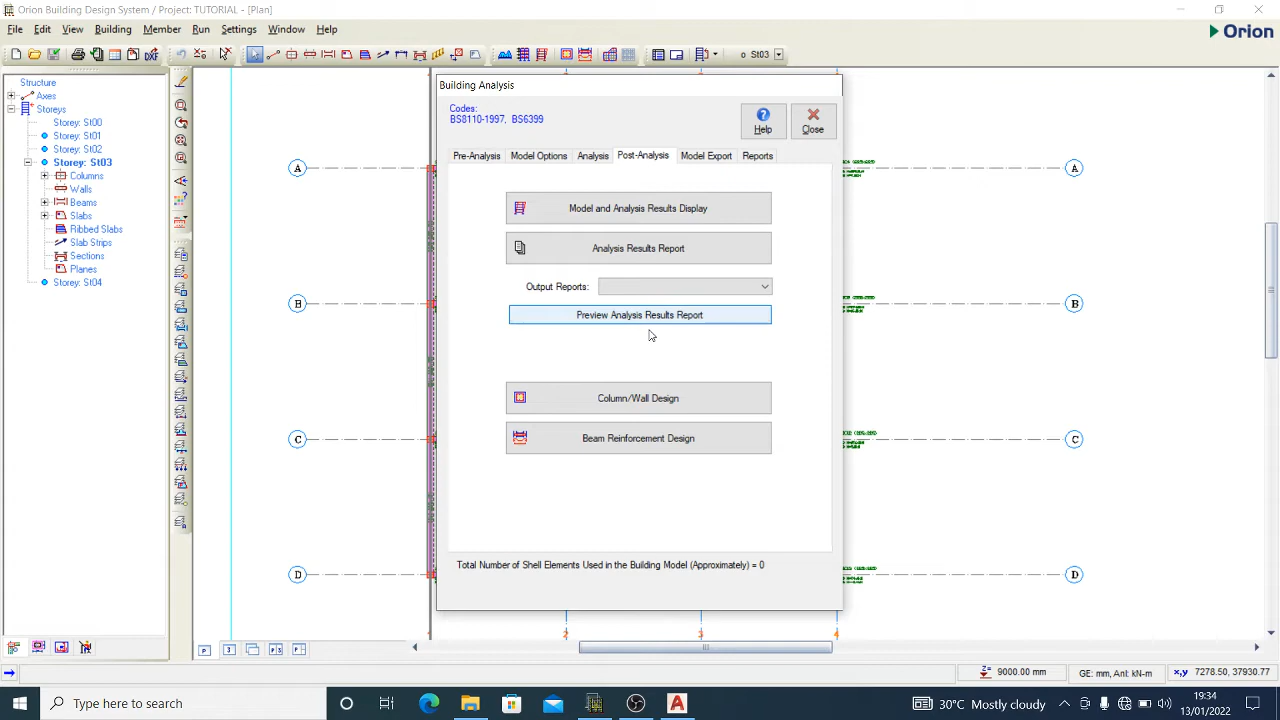 Orion Building Design System / Project: TUTORIAL - [Plan]
File Edit View Building Member Run Settings Window Help
Orion
DXF
St03
Structure
Axes
Storeys
Storey: St00
Storey: St01
Storey: St02
Storey: St03
Columns
Walls
Beams
Slabs
Ribbed Slabs
Slab Strips
Sections
Planes
Storey: St04
Building Analysis
Codes:
BS8110-1997, BS6399
Help
Close
Pre-Analysis Model Options Analysis Post-Analysis Model Export Reports
Model and Analysis Results Display
Analysis Results Report
Output Reports:
Preview Analysis Results Report
Column/Wall Design
Beam Reinforcement Design
Total Number of Shell Elements Used in the Building Model (Approximately) = 0
A A
B B
C C
D D
2 3 4
Z= 9000.00 mm
GE: mm, Anl: kN-m
x,y 7278.50, 37930.77
Type here to search
30°C Mostly cloudy
19:34
13/01/2022